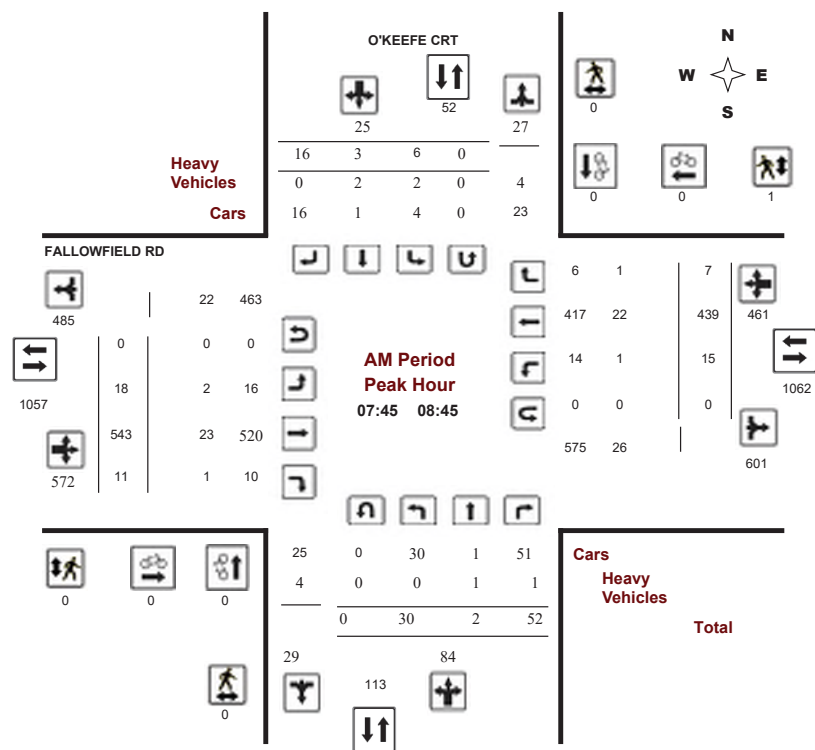 O'KEEFE CRT
N
W E
S
52
0
25 27
16 3 6 0
Heavy
Vehicles
0 2 2 0 4
Cars 16 1 4 0 23
0 0 1
FALLOWFIELD RD
22 463
485
6 1 7
417 22 439 461
0 0 0
AM Period
Peak Hour
07:45 08:45
14 1 15
1057
18 2 16
1062
0 0 0
543 23 520
575 26
601
572 11 1 10
25 0 30 1 51 Cars
4 0 0 1 1 Heavy
Vehicles
0 0 0
0 30 2 52 Total
29 84
113
0